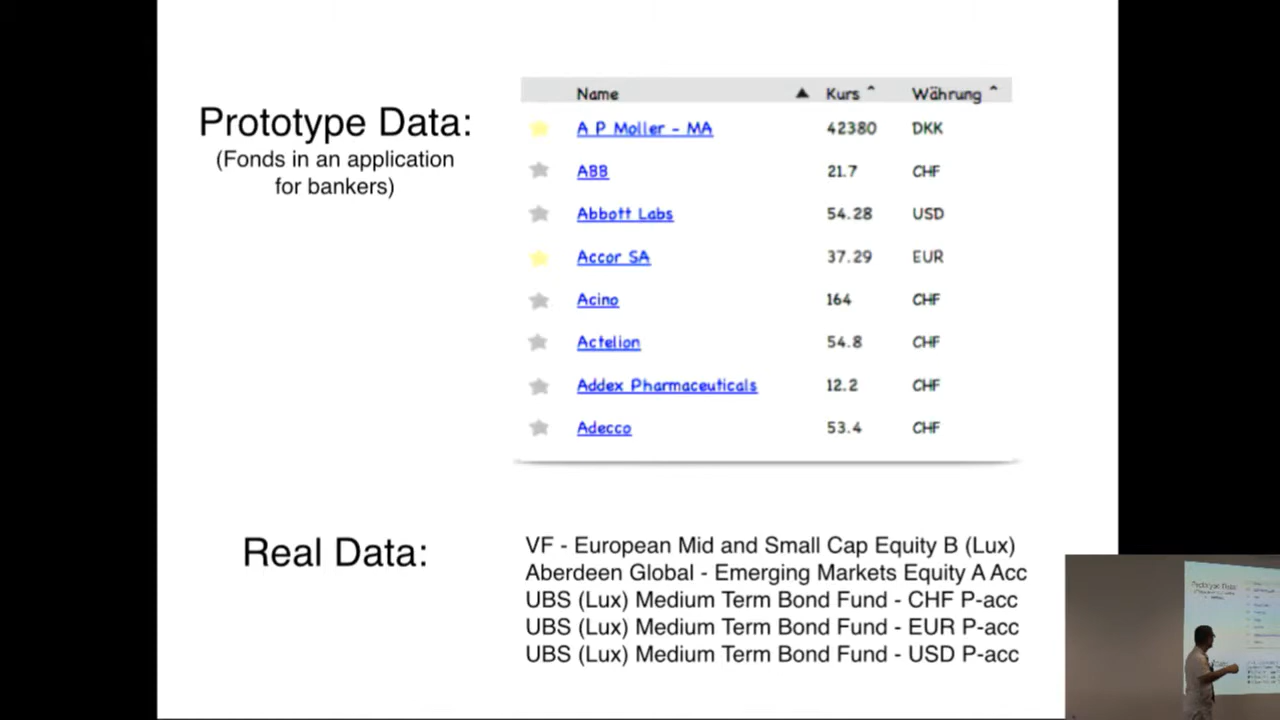 Prototype Data:
(Fonds in an application
for bankers)
Name ▲ Kurs ^ Währung ^
A P Moller - MA 42380 DKK
ABB 21.7 CHF
Abbott Labs 54.28 USD
Accor SA 37.29 EUR
Acino 164 CHF
Actelion 54.8 CHF
Addex Pharmaceuticals 12.2 CHF
Adecco 53.4 CHF
Real Data:
VF - European Mid and Small Cap Equity B (Lux)
Aberdeen Global - Emerging Markets Equity A Acc
UBS (Lux) Medium Term Bond Fund - CHF P-acc
UBS (Lux) Medium Term Bond Fund - EUR P-acc
UBS (Lux) Medium Term Bond Fund - USD P-acc
Prototype Data: